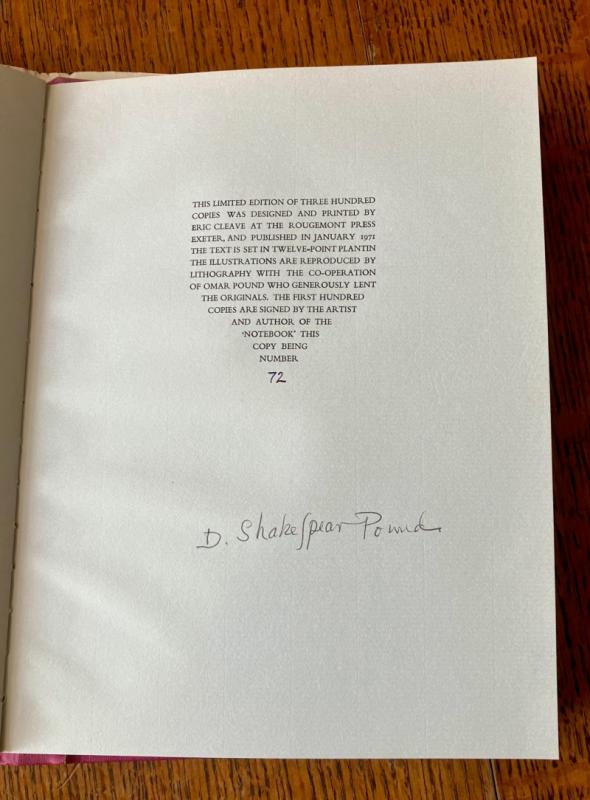 THIS LIMITED EDITION OF THREE HUNDRED
COPIES WAS DESIGNED AND PRINTED BY
ERIC CLEAVE AT THE ROUGEMONT PRESS
EXETER, AND PUBLISHED IN JANUARY 1971
THE TEXT IS SET IN TWELVE-POINT PLANTIN
THE ILLUSTRATIONS ARE REPRODUCED BY
LITHOGRAPHY WITH THE CO-OPERATION
OF OMAR POUND WHO GENEROUSLY LENT
THE ORIGINALS. THE FIRST HUNDRED
COPIES ARE SIGNED BY THE ARTIST
AND AUTHOR OF THE
‘NOTEBOOK’ THIS
COPY BEING
NUMBER
72
D. Shakespear Pound